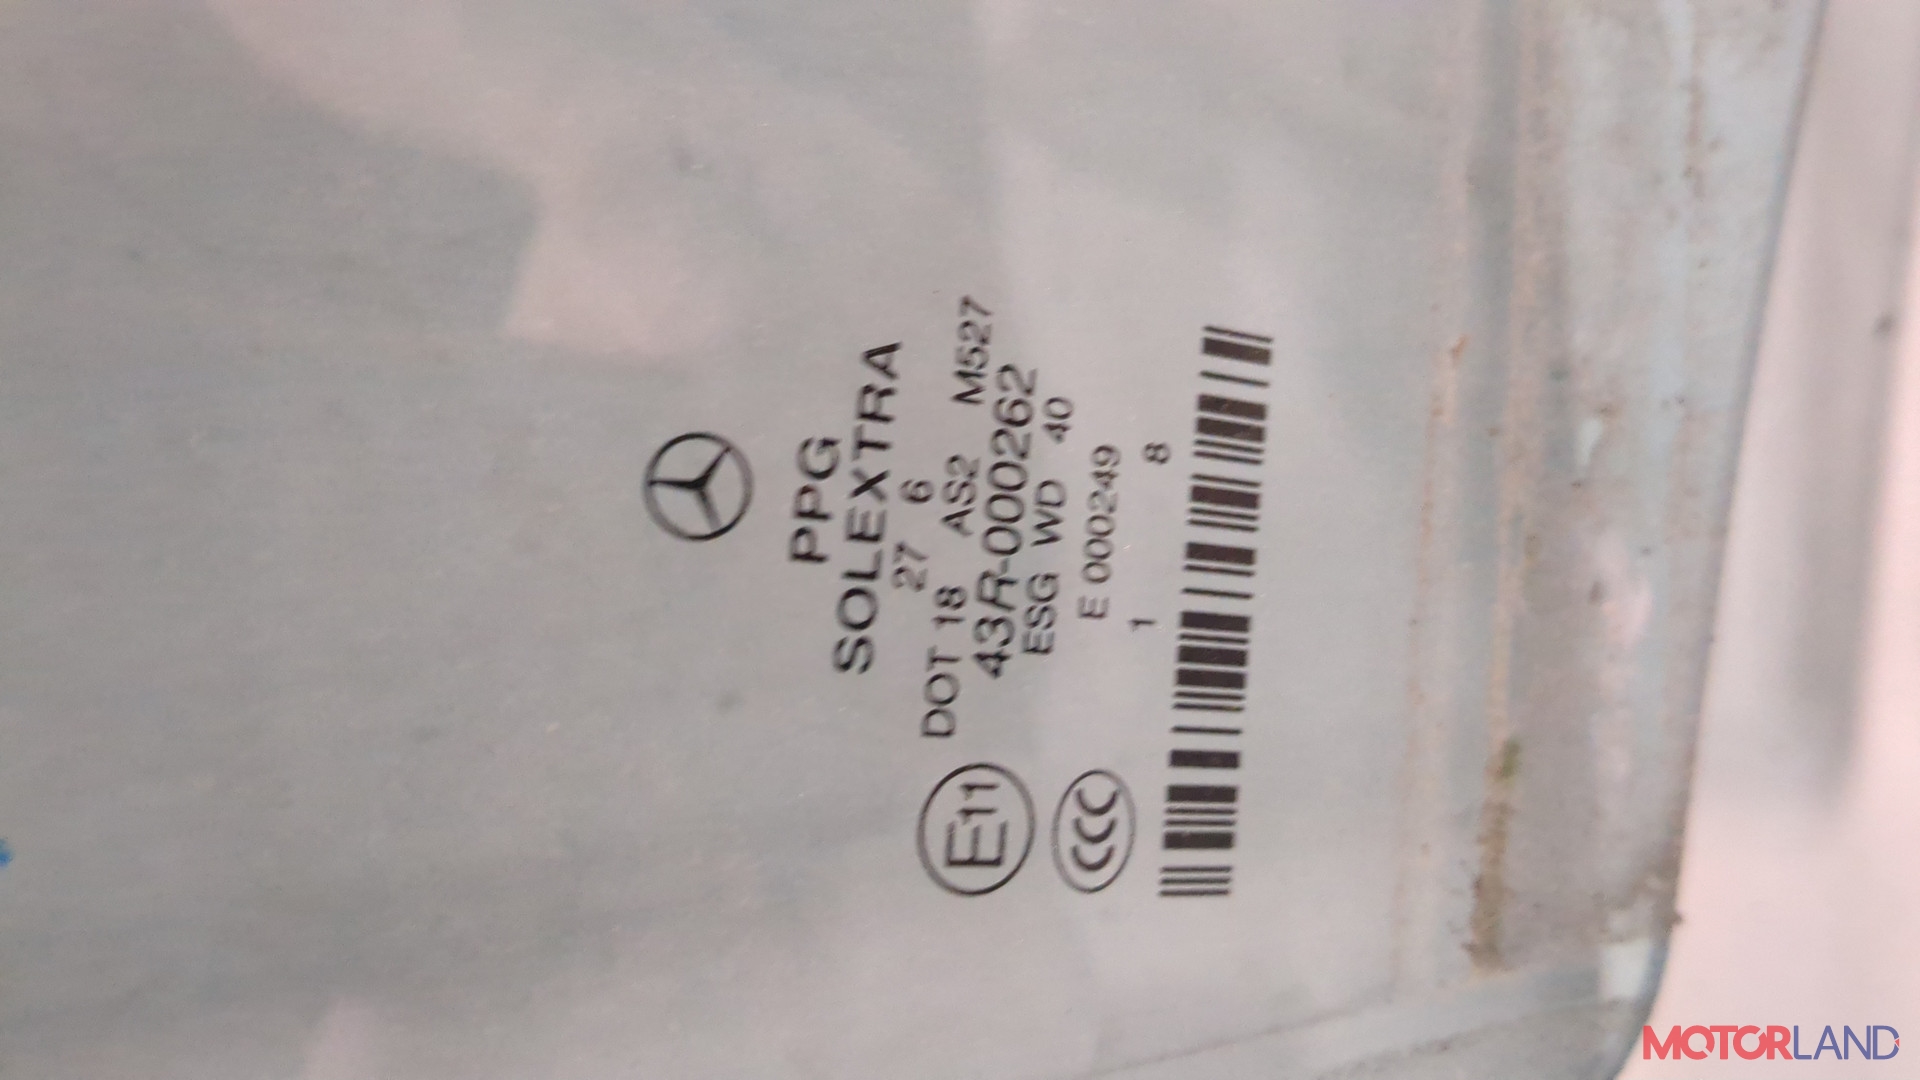 PPG
SOLEXTRA
27 6
DOT 18 AS2 M527
E11 43R-000262
ESG WD 40
CCC E 000249
1 8
MOTORLAND